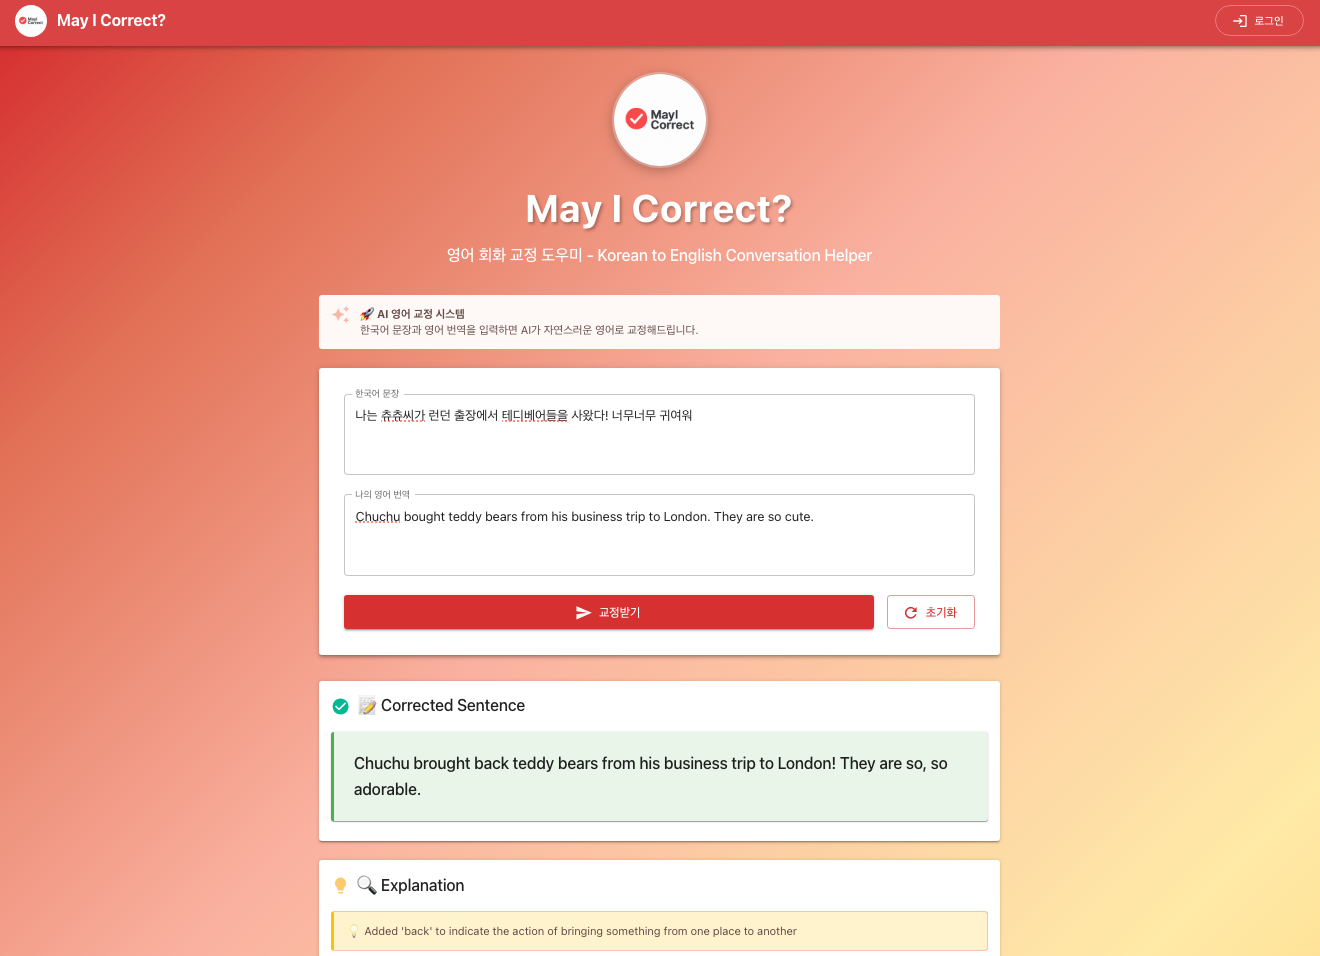 MayI
Correct
May I Correct?
로그인
MayI
Correct
May I Correct?
영어 회화 교정 도우미 - Korean to English Conversation Helper
🚀 AI 영어 교정 시스템
한국어 문장과 영어 번역을 입력하면 AI가 자연스러운 영어로 교정해드립니다.
한국어 문장
나는 츄츄씨가 런던 출장에서 테디베어들을 사왔다! 너무너무 귀여워
나의 영어 번역
Chuchu bought teddy bears from his business trip to London. They are so cute.
교정받기
초기화
📝 Corrected Sentence
Chuchu brought back teddy bears from his business trip to London! They are so, so
adorable.
🔍 Explanation
💡 Added 'back' to indicate the action of bringing something from one place to another